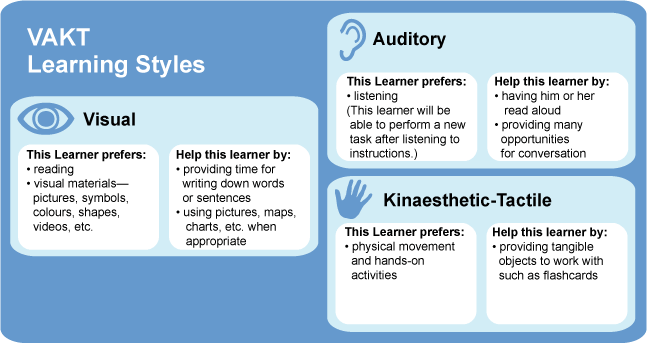 VAKT
Learning Styles
Visual
This Learner prefers:
• reading
• visual materials—
pictures, symbols,
colours, shapes,
videos, etc.
Help this learner by:
• providing time for
writing down words
or sentences
• using pictures, maps,
charts, etc. when
appropriate
Auditory
This Learner prefers:
• listening
(This learner will be
able to perform a new
task after listening to
instructions.)
Help this learner by:
• having him or her
read aloud
• providing many
opportunities
for conversation
Kinaesthetic-Tactile
This Learner prefers:
• physical movement
and hands-on
activities
Help this learner by:
• providing tangible
objects to work with
such as flashcards